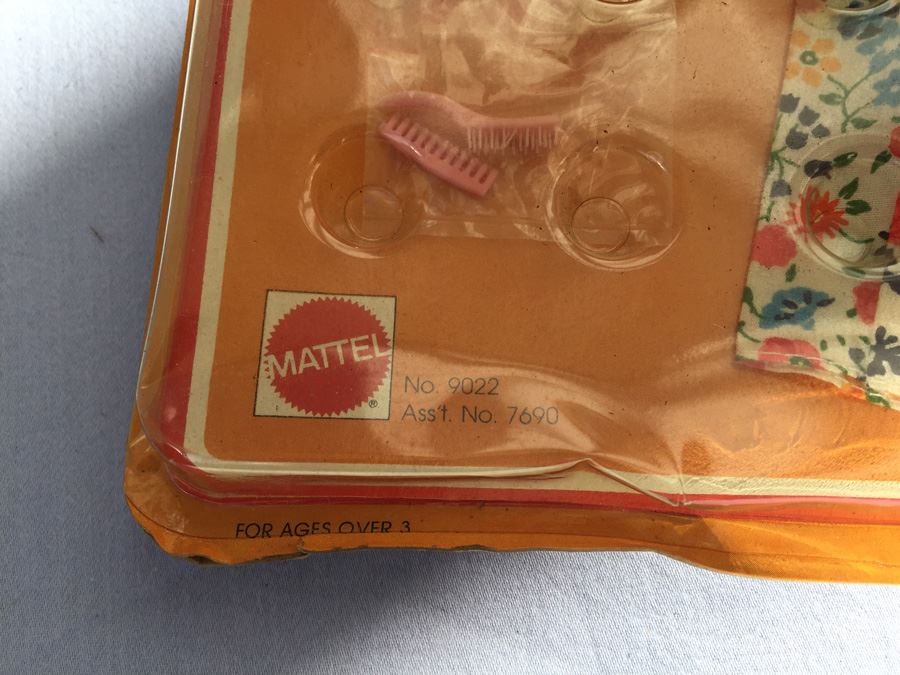 MATTEL
®
No. 9022
Ass't. No. 7690
FOR AGES OVER 3